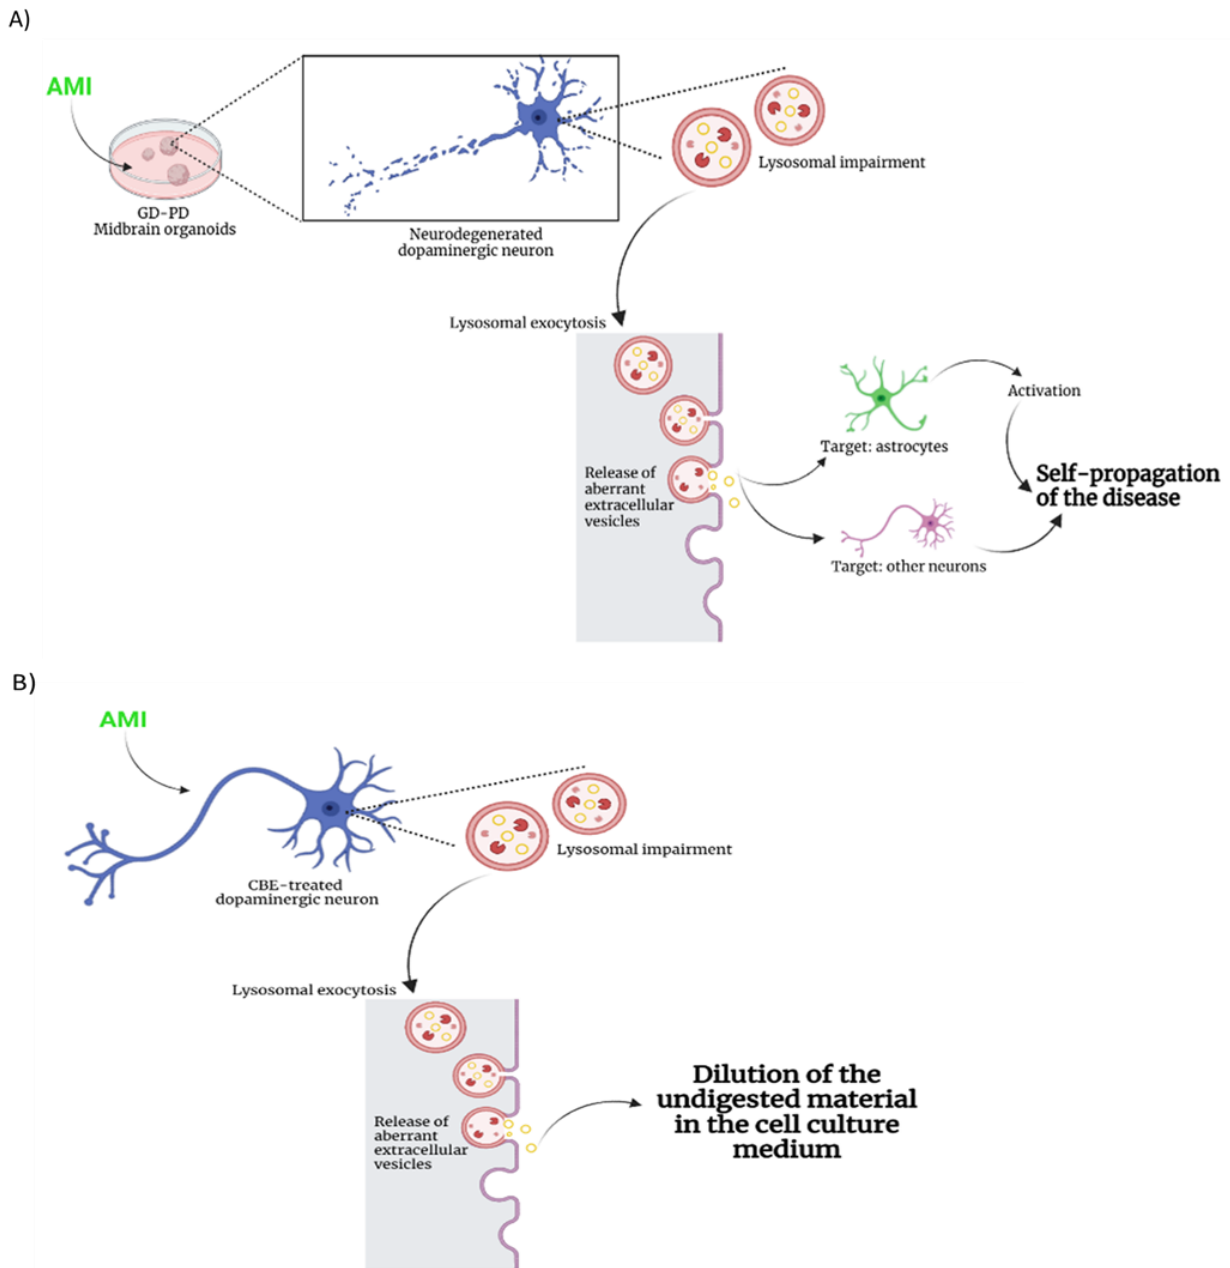 A)
AMI
GD-PD
Midbrain organoids
Neurodegenerated
dopaminergic neuron
Lysosomal impairment
Lysosomal exocytosis
Release of
aberrant
extracellular
vesicles
Target: astrocytes
Activation
Target: other neurons
Self-propagation
of the disease
B)
AMI
CBE-treated
dopaminergic neuron
Lysosomal impairment
Lysosomal exocytosis
Release of
aberrant
extracellular
vesicles
Dilution of the
undigested material
in the cell culture
medium